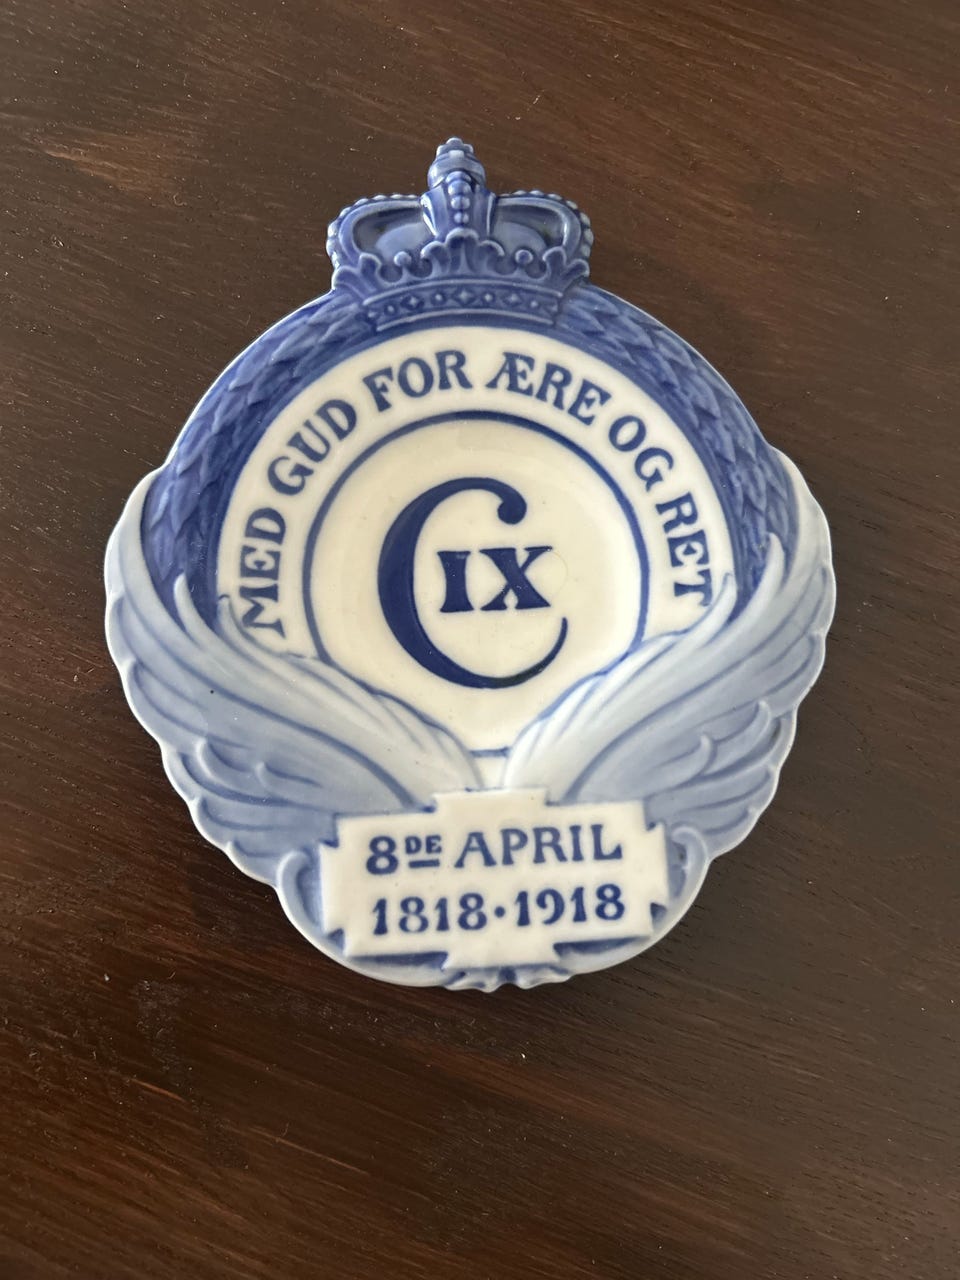 MED GUD FOR ÆRE OG RET
C IX
8DE APRIL
1818·1918